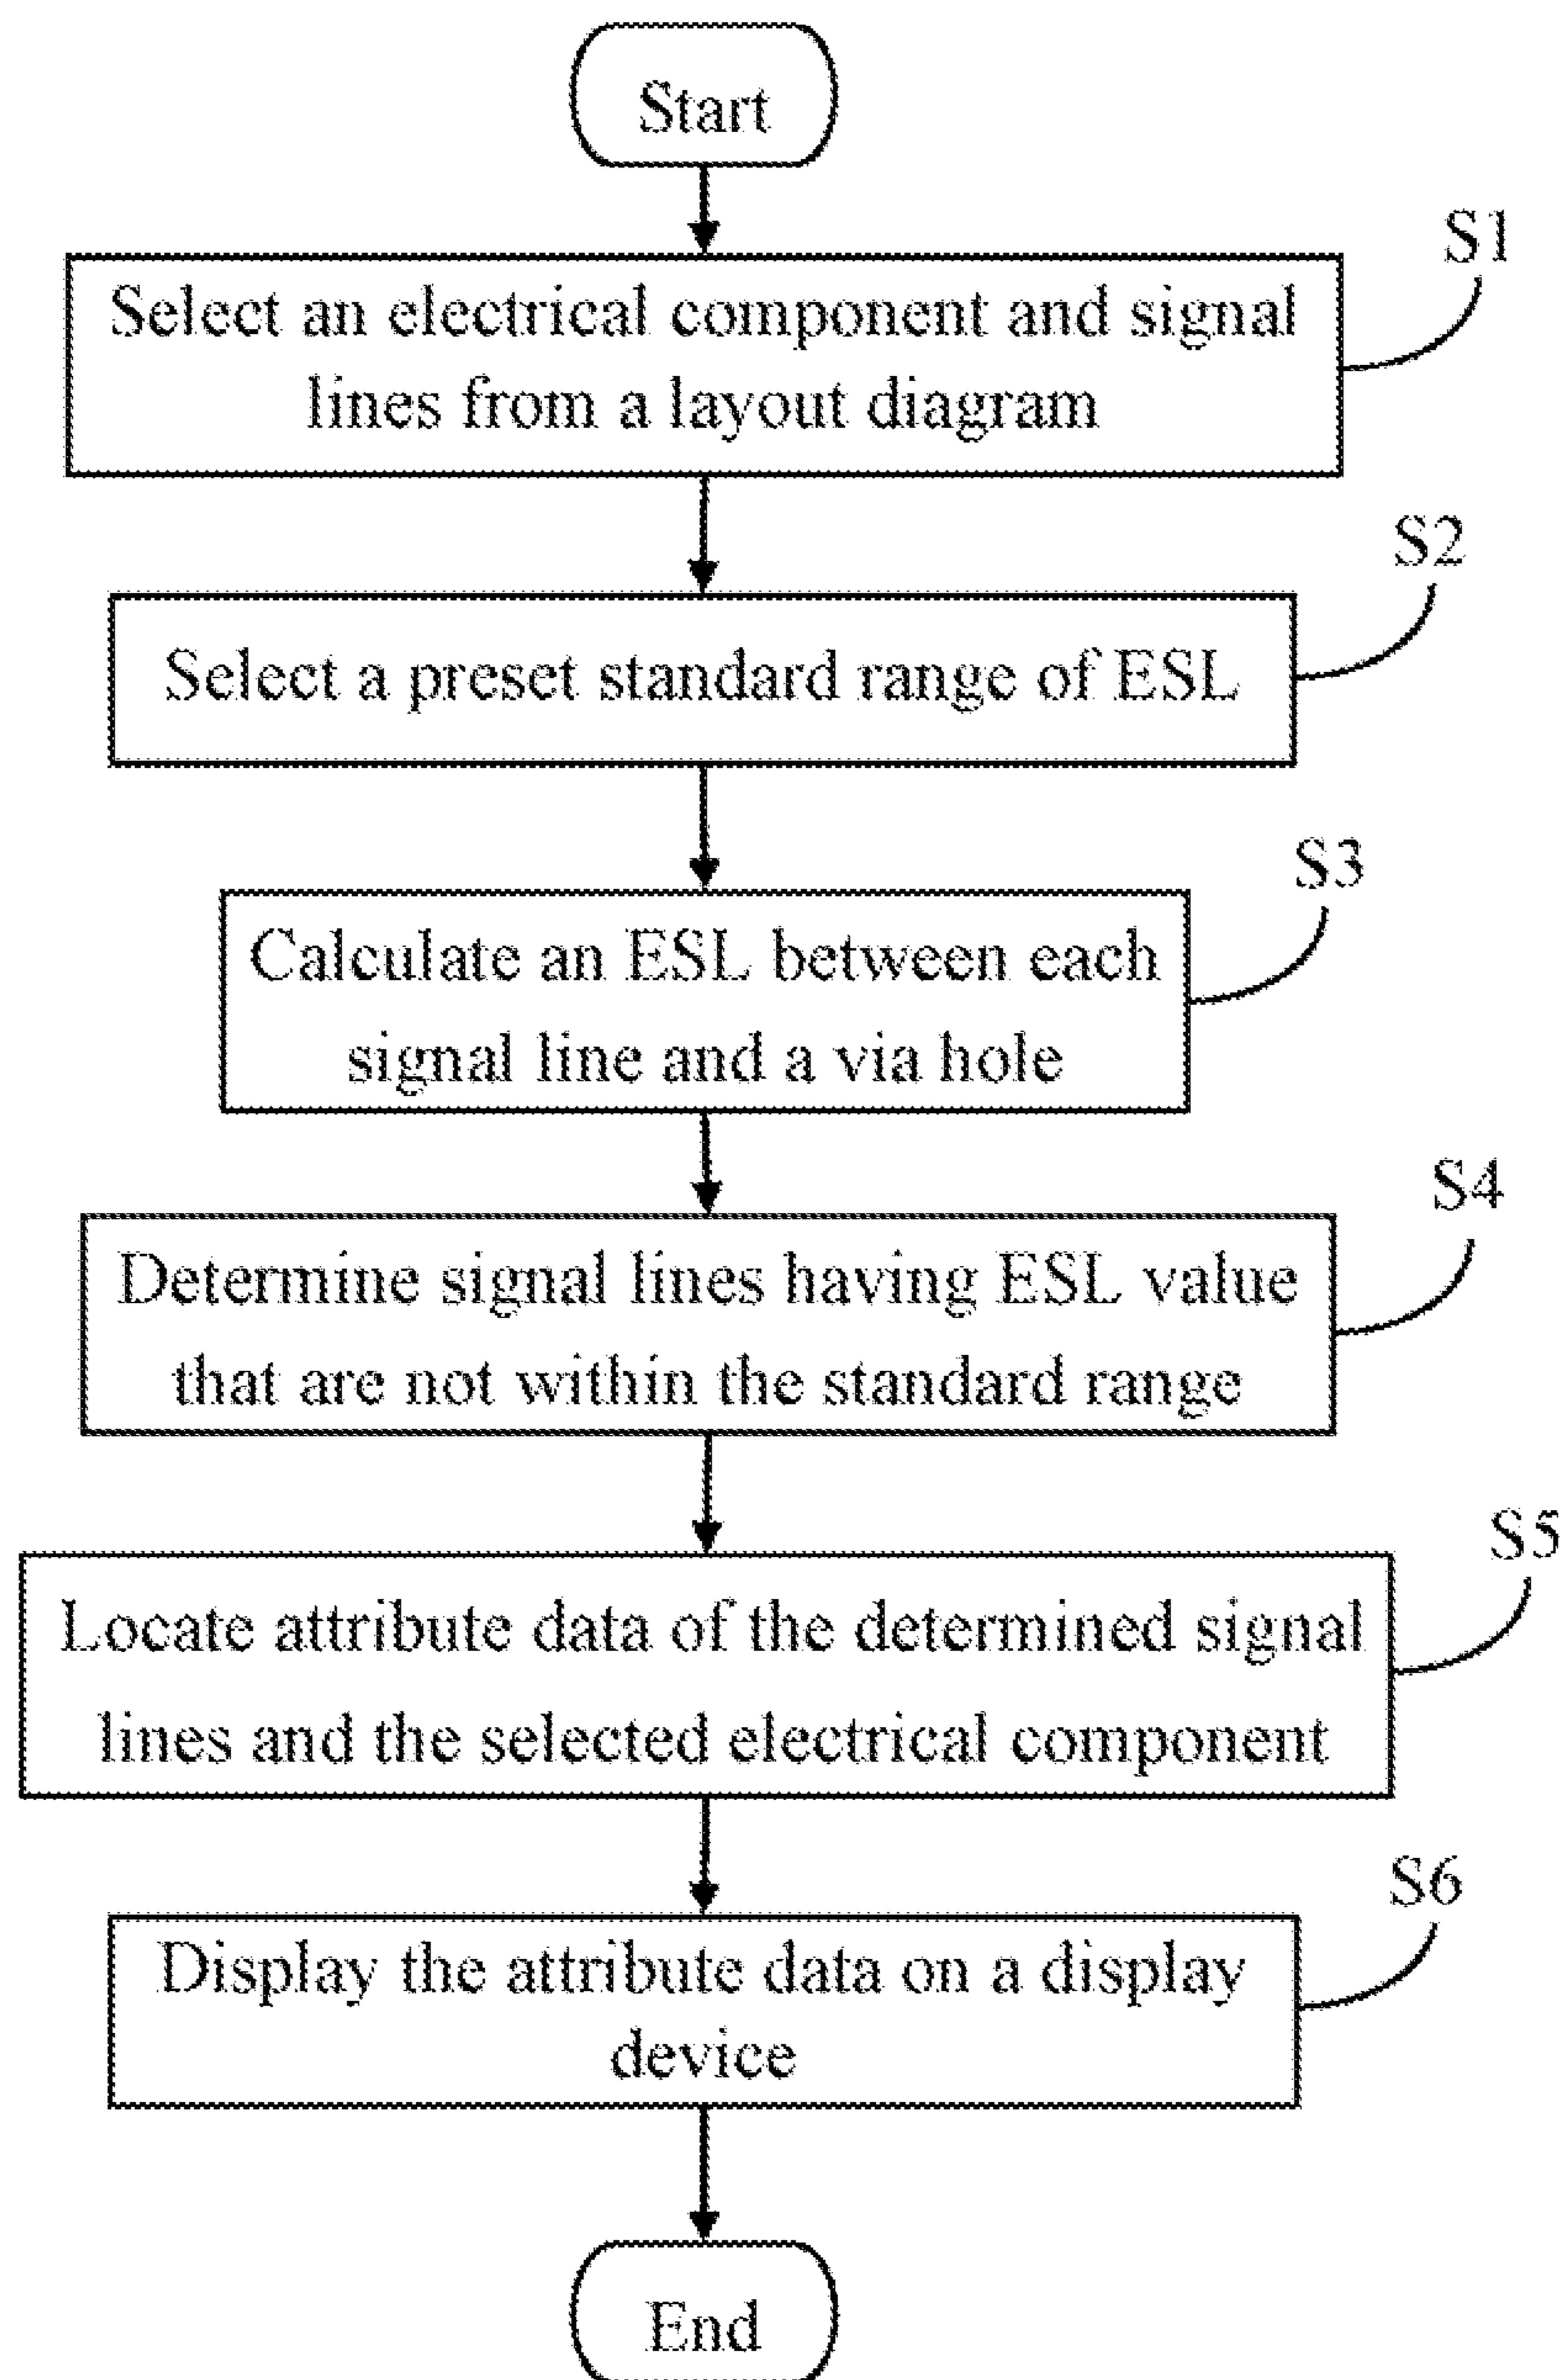 Start
S1
Select an electrical component and signal
lines from a layout diagram
S2
Select a preset standard range of ESL
S3
Calculate an ESL between each
signal line and a via hole
S4
Determine signal lines having ESL value
that are not within the standard range
S5
Locate attribute data of the determined signal
lines and the selected electrical component
S6
Display the attribute data on a display
device
End